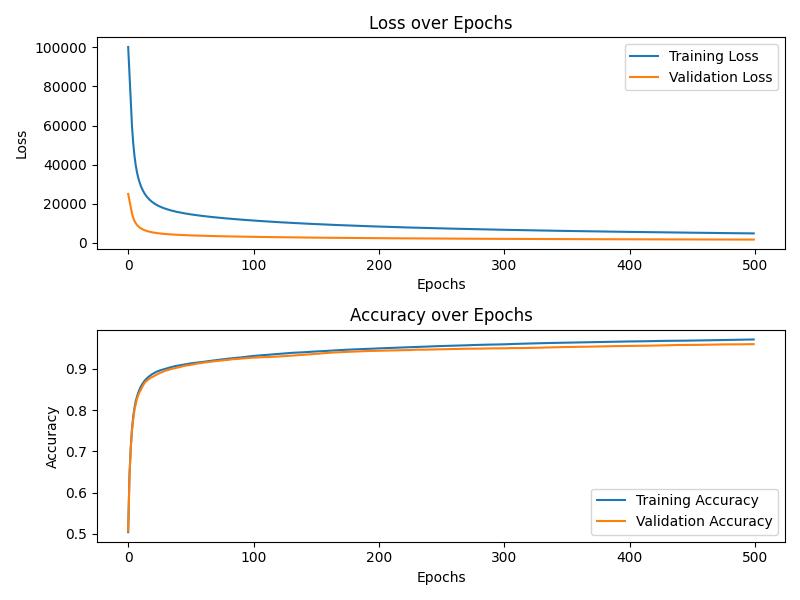 Loss over Epochs
100000
80000
60000
40000
20000
0
Loss
Training Loss
Validation Loss
0 100 200 300 400 500
Epochs
Accuracy over Epochs
0.9
0.8
0.7
0.6
0.5
Accuracy
Training Accuracy
Validation Accuracy
0 100 200 300 400 500
Epochs